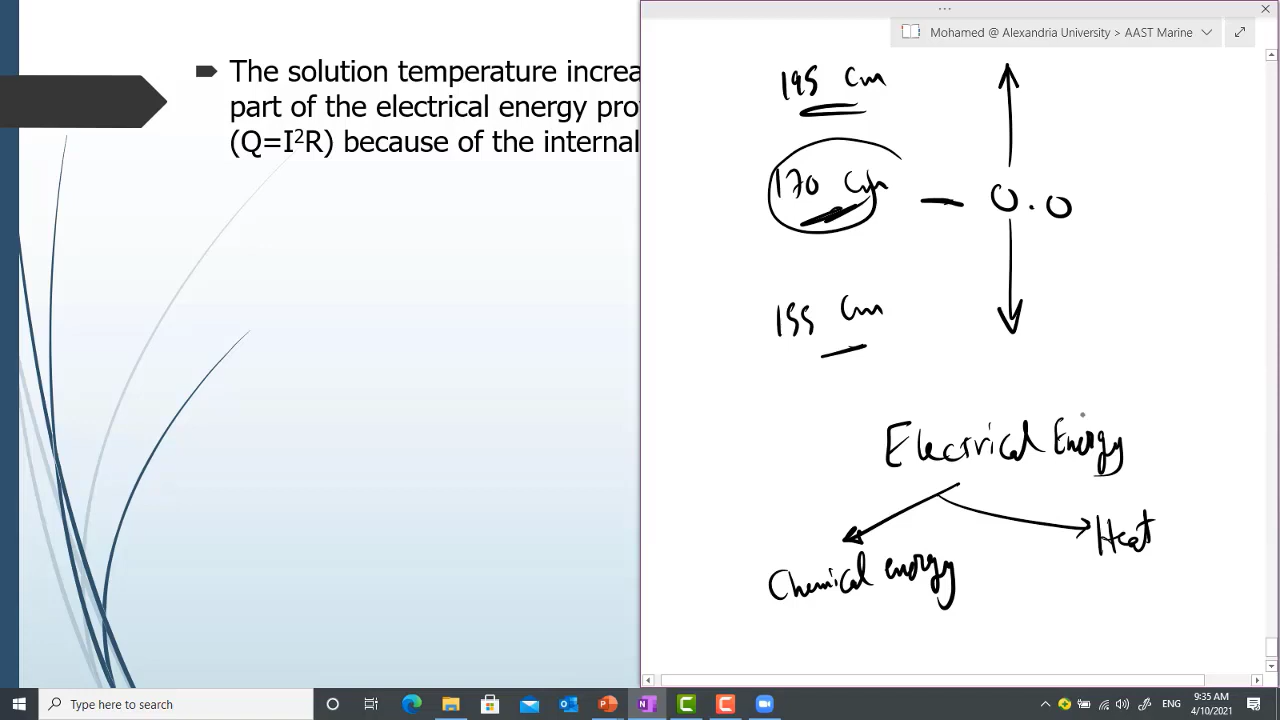 The solution temperature increa
part of the electrical energy pro
(Q=I²R) because of the internal
...
Mohamed @ Alexandria University > AAST Marine
195 Cm
170 Cm - 0.0
155 Cm
Electrical Energy
Heat
Chemical energy
Type here to search
ENG
9:35 AM
4/10/2021